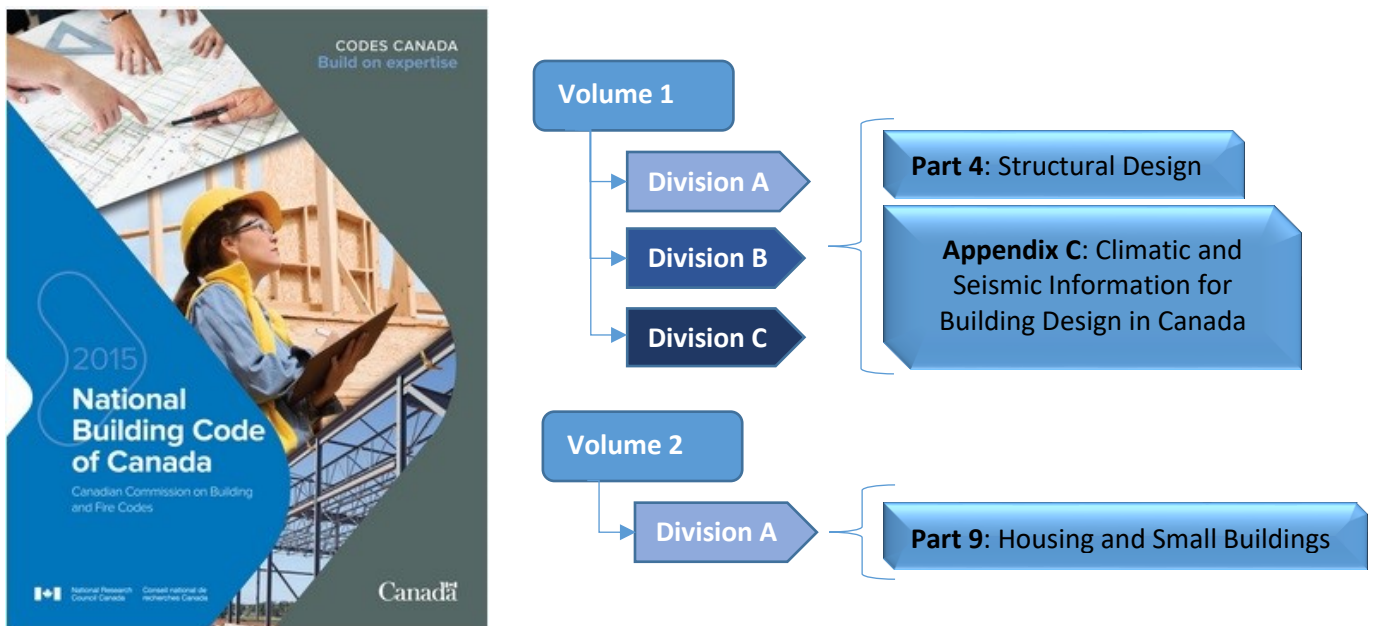 CODES CANADA
Build on expertise
2015
National
Building Code
of Canada
Canadian Commission on Building
and Fire Codes
National Research
Council Canada
Conseil national de
recherches Canada
Canada
Volume 1
Division A
Division B
Division C
Part 4: Structural Design
Appendix C: Climatic and
Seismic Information for
Building Design in Canada
Volume 2
Division A
Part 9: Housing and Small Buildings